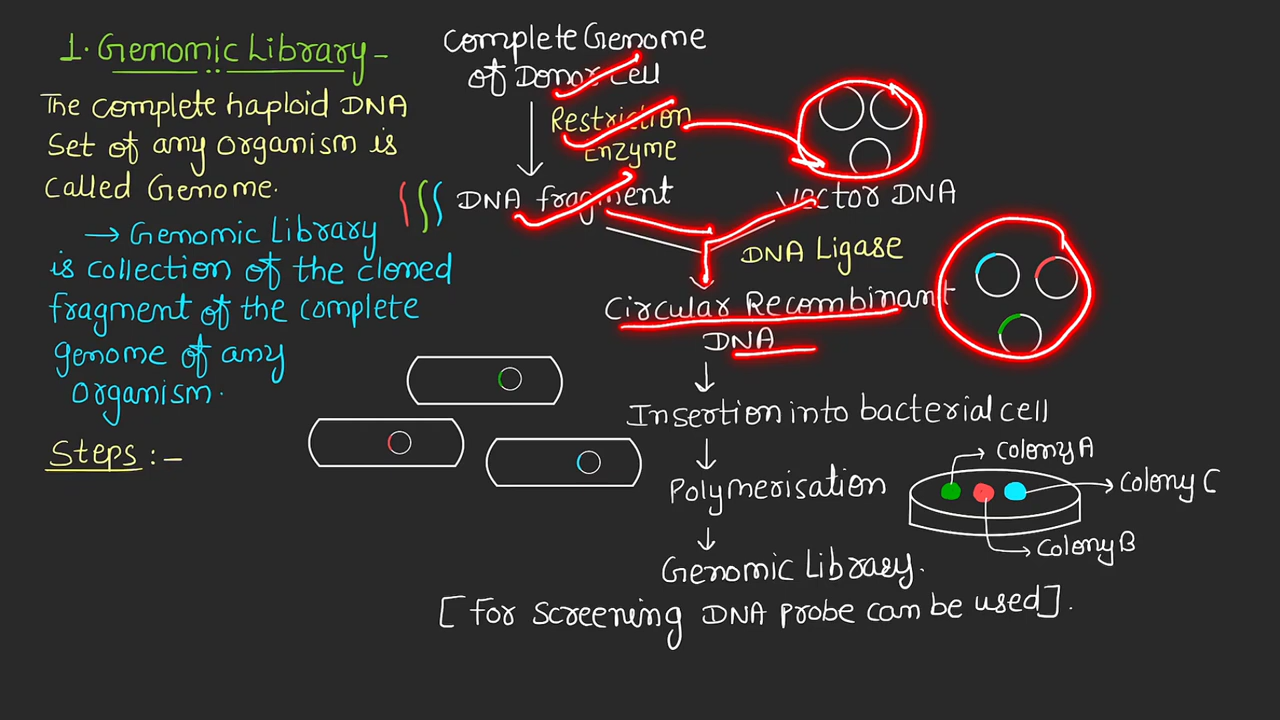 1. Genomic Library -
The complete haploid DNA
Set of any organism is
Called Genome.
→ Genomic Library
is collection of the cloned
fragment of the complete
genome of any
organism.
Steps :-
Complete Genome
of Donor Cell
Restriction
Enzyme
DNA fragment
Vector DNA
DNA Ligase
Circular Recombinant
DNA
Insertion into bacterial cell
Polymerisation
Colony A
Colony C
Colony B
Genomic Library.
[For screening DNA probe can be used].